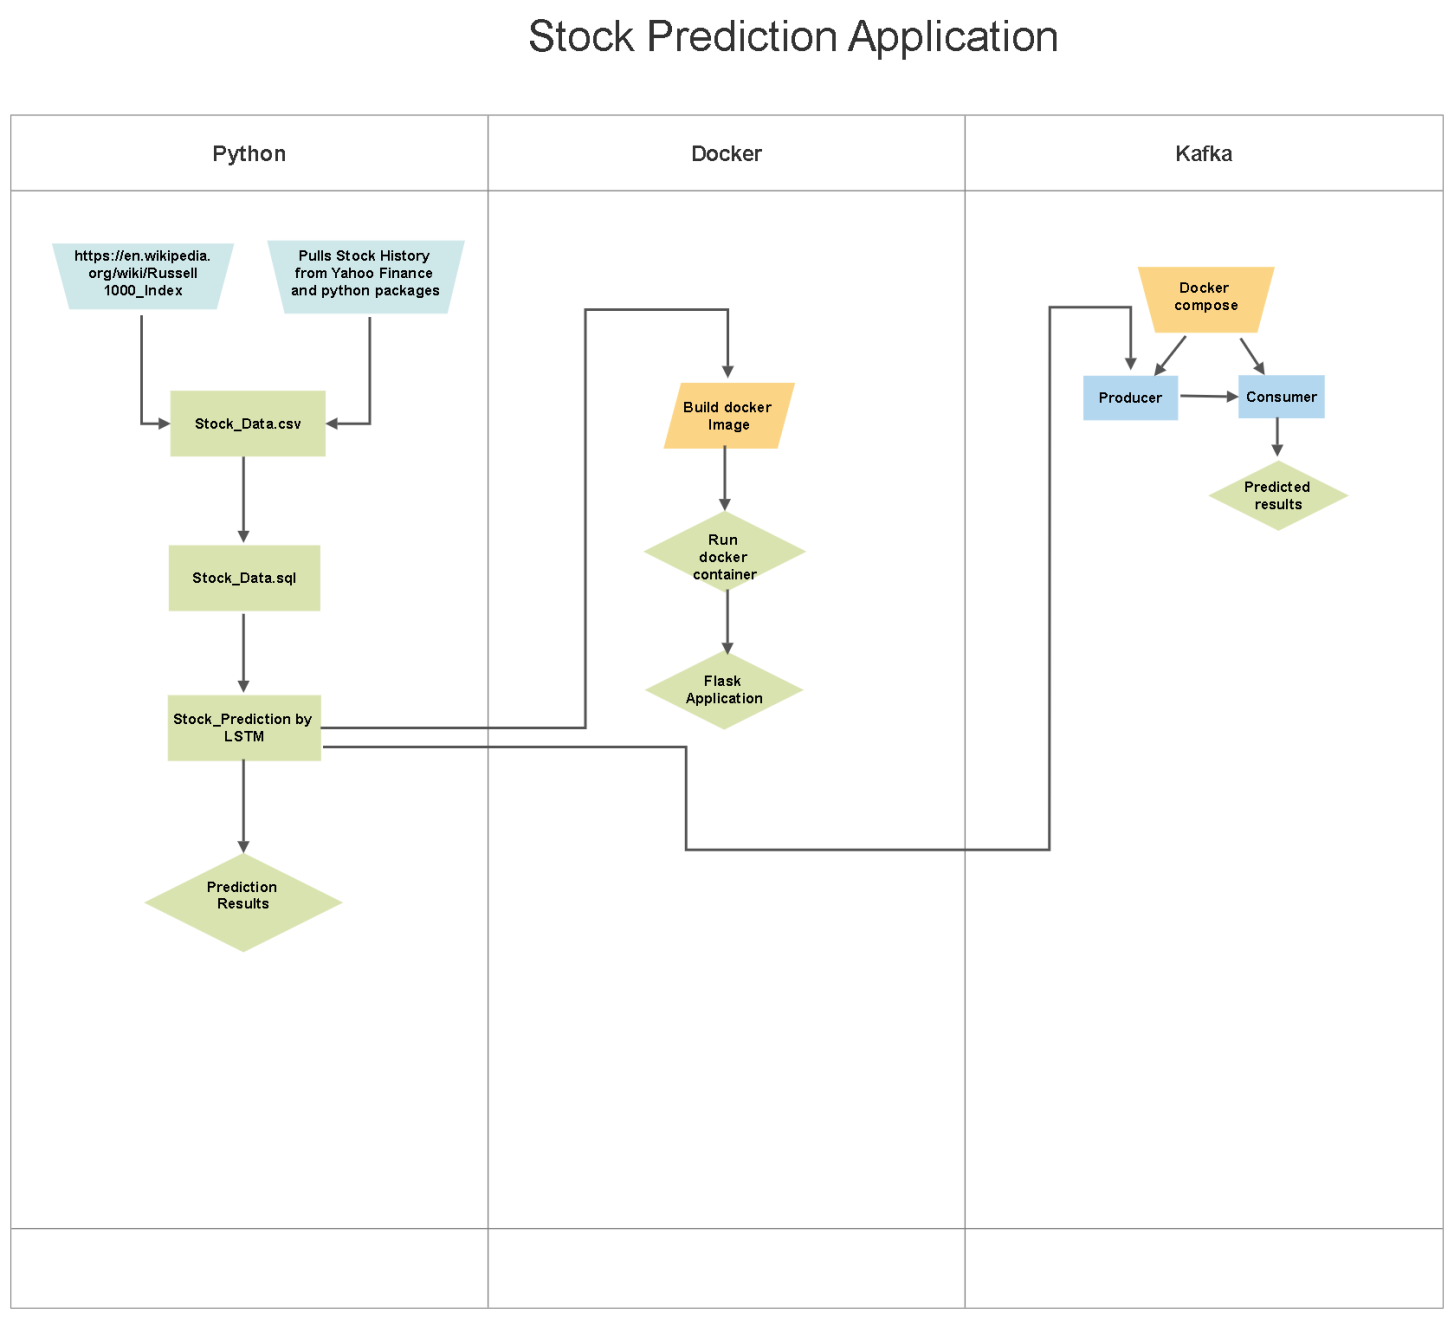 Stock Prediction Application
Python
Docker
Kafka
https://en.wikipedia.
org/wiki/Russell
1000_Index
Pulls Stock History
from Yahoo Finance
and python packages
Stock_Data.csv
Stock_Data.sql
Stock_Prediction by
LSTM
Prediction
Results
Build docker
Image
Run
docker
container
Flask
Application
Docker
compose
Producer
Consumer
Predicted
results